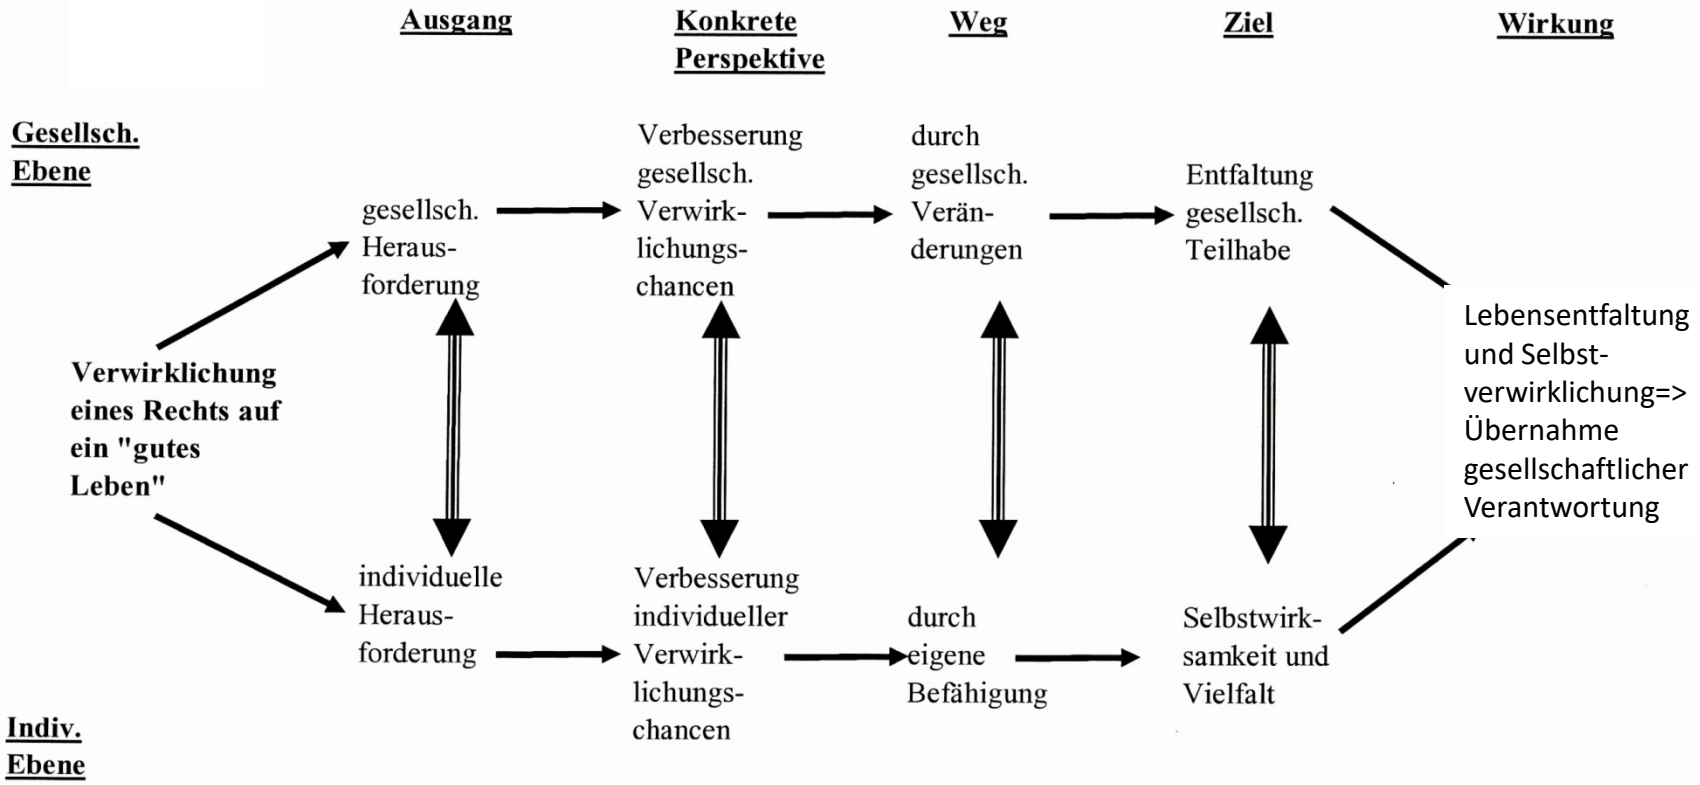 Ausgang
Konkrete
Perspektive
Weg
Ziel
Wirkung
Gesellsch.
Ebene
gesellsch.
Heraus-
forderung
Verbesserung
gesellsch.
Verwirk-
lichungs-
chancen
durch
gesellsch.
Verän-
derungen
Entfaltung
gesellsch.
Teilhabe
Verwirklichung
eines Rechts auf
ein "gutes
Leben"
Lebensentfaltung
und Selbst-
verwirklichung=>
Übernahme
gesellschaftlicher
Verantwortung
individuelle
Heraus-
forderung
Verbesserung
individueller
Verwirk-
lichungs-
chancen
durch
eigene
Befähigung
Selbstwirk-
samkeit und
Vielfalt
Indiv.
Ebene